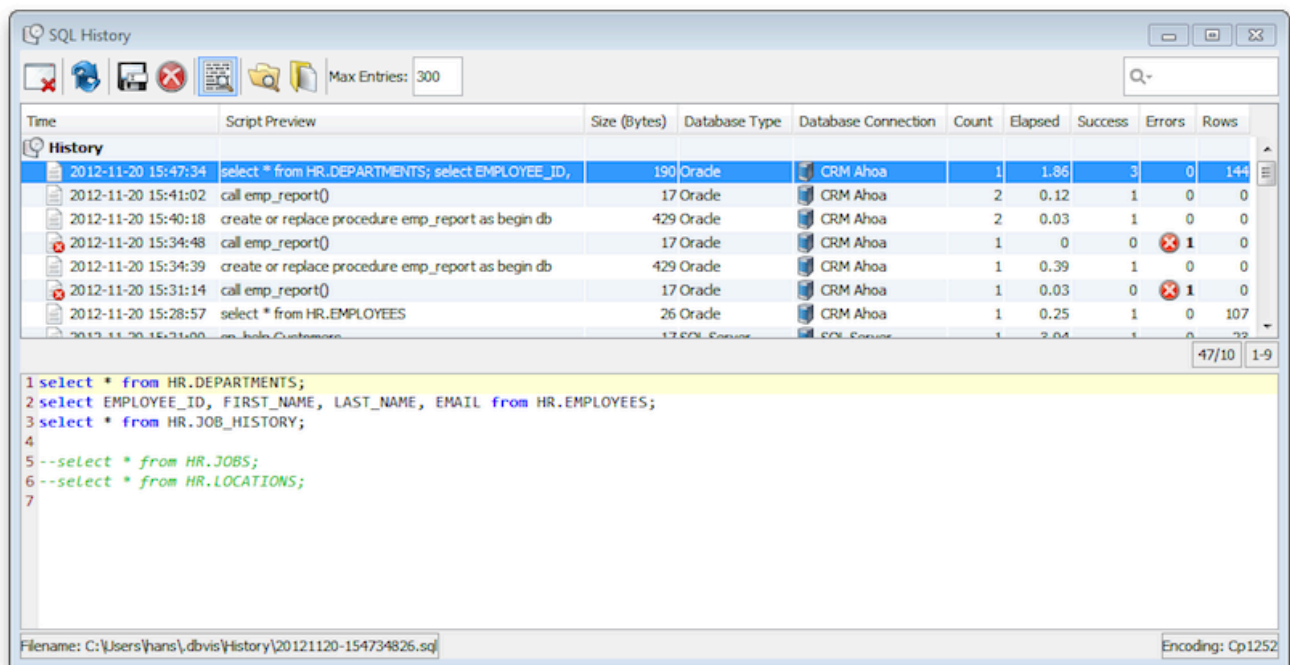 SQL History
Max Entries: 300
Time Script Preview Size (Bytes) Database Type Database Connection Count Elapsed Success Errors Rows
History
2012-11-20 15:47:34 select * from HR.DEPARTMENTS; select EMPLOYEE_ID, 190 Oracle CRM Ahoa 1 1.86 3 0 144
2012-11-20 15:41:02 call emp_report() 17 Oracle CRM Ahoa 2 0.12 1 0 0
2012-11-20 15:40:18 create or replace procedure emp_report as begin db 429 Oracle CRM Ahoa 2 0.03 1 0 0
2012-11-20 15:34:48 call emp_report() 17 Oracle CRM Ahoa 1 0 0 1 0
2012-11-20 15:34:39 create or replace procedure emp_report as begin db 429 Oracle CRM Ahoa 1 0.39 1 0 0
2012-11-20 15:31:14 call emp_report() 17 Oracle CRM Ahoa 1 0.03 0 1 0
2012-11-20 15:28:57 select * from HR.EMPLOYEES 26 Oracle CRM Ahoa 1 0.25 1 0 107
47/10 1-9
1 select * from HR.DEPARTMENTS;
2 select EMPLOYEE_ID, FIRST_NAME, LAST_NAME, EMAIL from HR.EMPLOYEES;
3 select * from HR.JOB_HISTORY;
4
5 --select * from HR.JOBS;
6 --select * from HR.LOCATIONS;
7
Filename: C:\Users\hans\.dbvis\History\20121120-154734826.sql Encoding: Cp1252